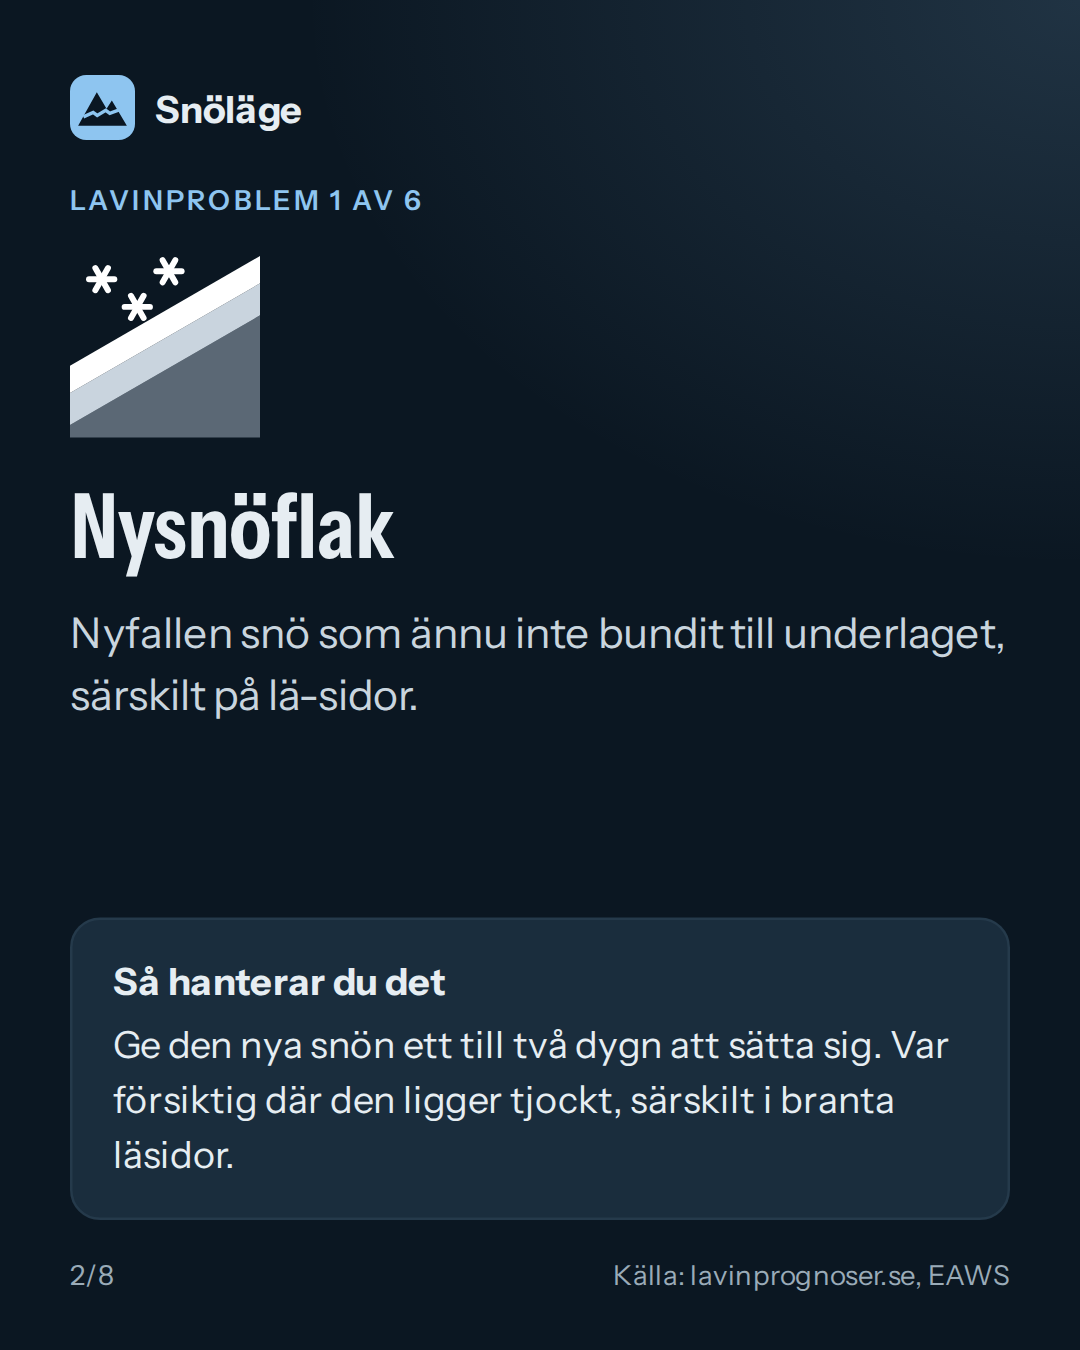 Snöläge
LAVINPROBLEM 1 AV 6
Nysnöflak
Nyfallen snö som ännu inte bundit till underlaget,
särskilt på lä-sidor.
Så hanterar du det
Ge den nya snön ett till två dygn att sätta sig. Var
försiktig där den ligger tjockt, särskilt i branta
läsidor.
2/8
Källa: lavinprognoser.se, EAWS